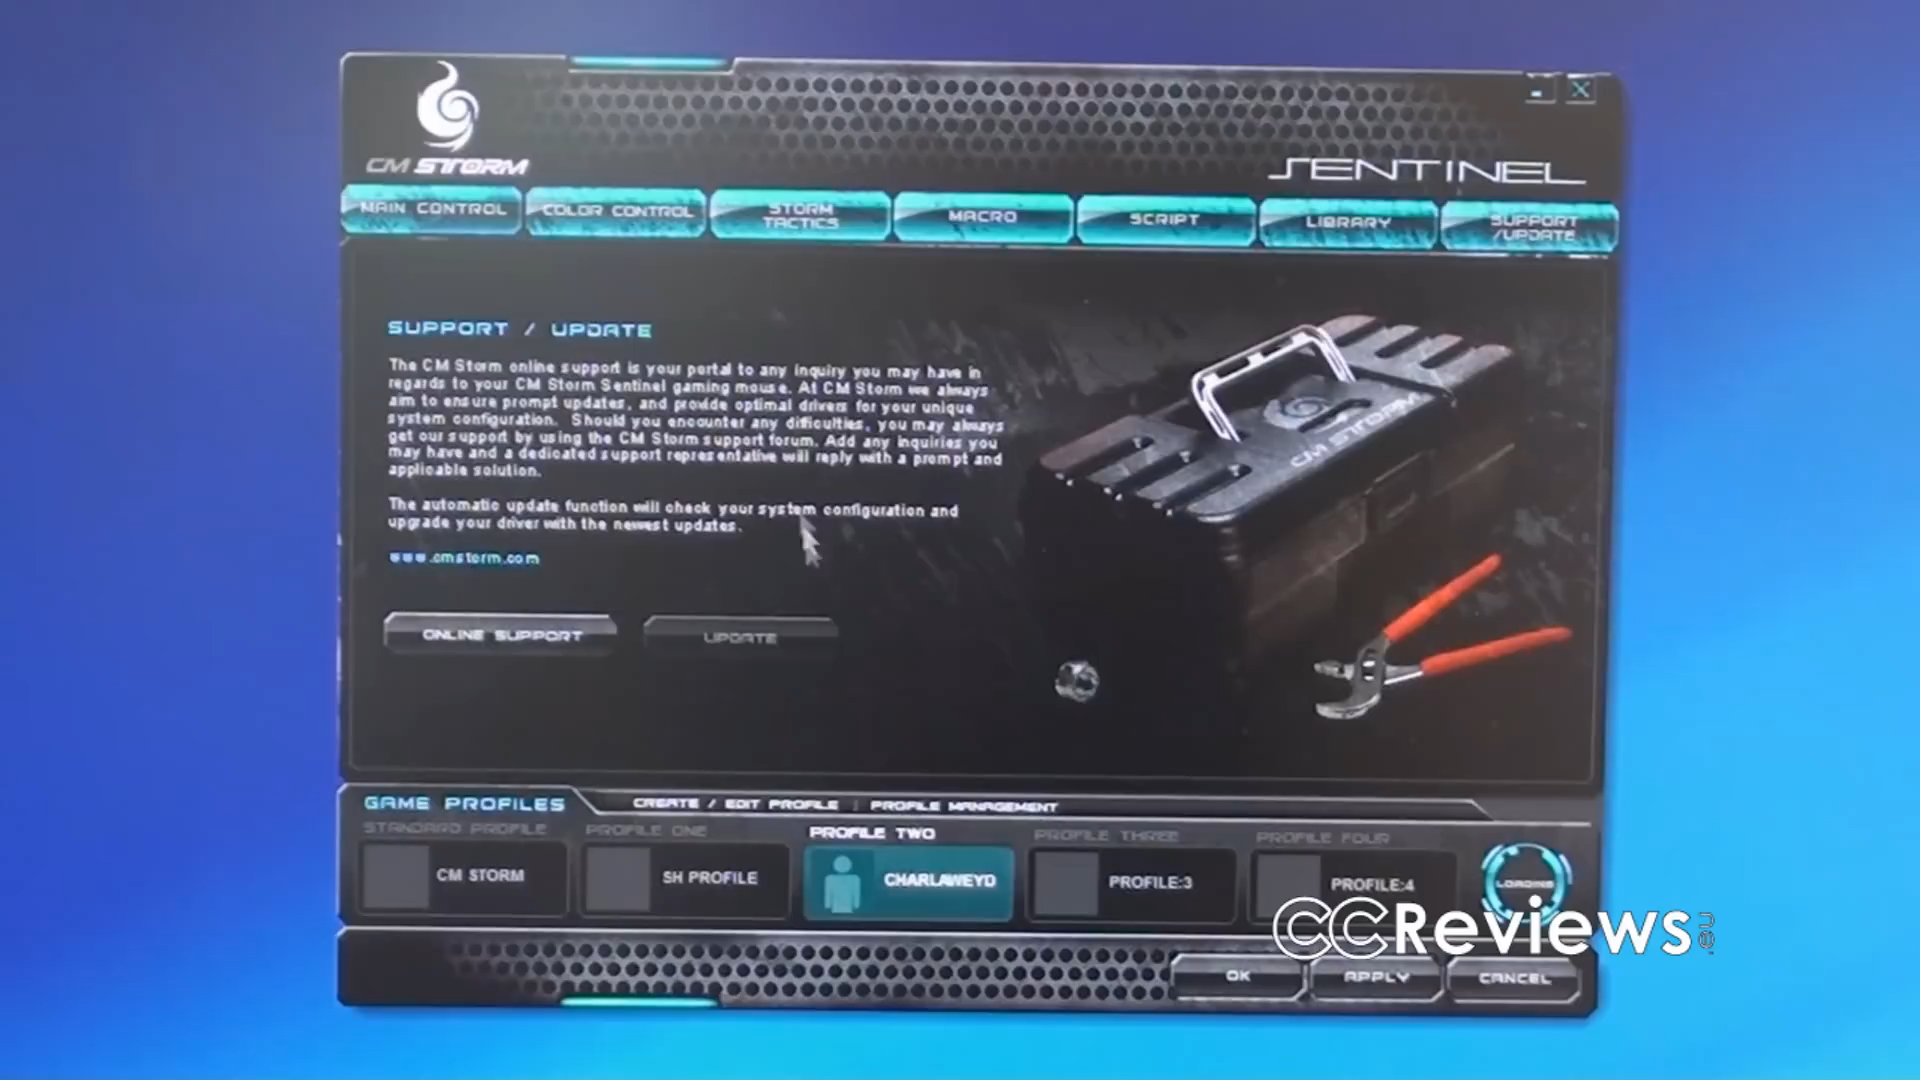 CM STORM
SENTINEL
MAIN CONTROL
COLOR CONTROL
STORM
TACTICS
MACRO
SCRIPT
LIBRARY
SUPPORT
/UPDATE
SUPPORT / UPDATE
The CM Storm online support is your portal to any inquiry you may have in
regards to your CM Storm Sentinel gaming mouse. At CM Storm we always
aim to ensure prompt updates, and provide optimal drivers for your unique
system configuration. Should you encounter any difficulties, you may always
get our support by using the CM Storm support forum. Add any inquiries you
may have and a dedicated support representative will reply with a prompt and
applicable solution.
The automatic update function will check your system configuration and
upgrade your driver with the newest updates.
www.cmstorm.com
ONLINE SUPPORT
UPDATE
CM STORM
GAME PROFILES
CREATE / EDIT PROFILE | PROFILE MANAGEMENT
STANDARD PROFILE
PROFILE ONE
PROFILE TWO
PROFILE THREE
PROFILE FOUR
CM STORM
SH PROFILE
CHARLAWEYD
PROFILE:3
PROFILE:4
LOADING
CCReviews
OK
APPLY
CANCEL